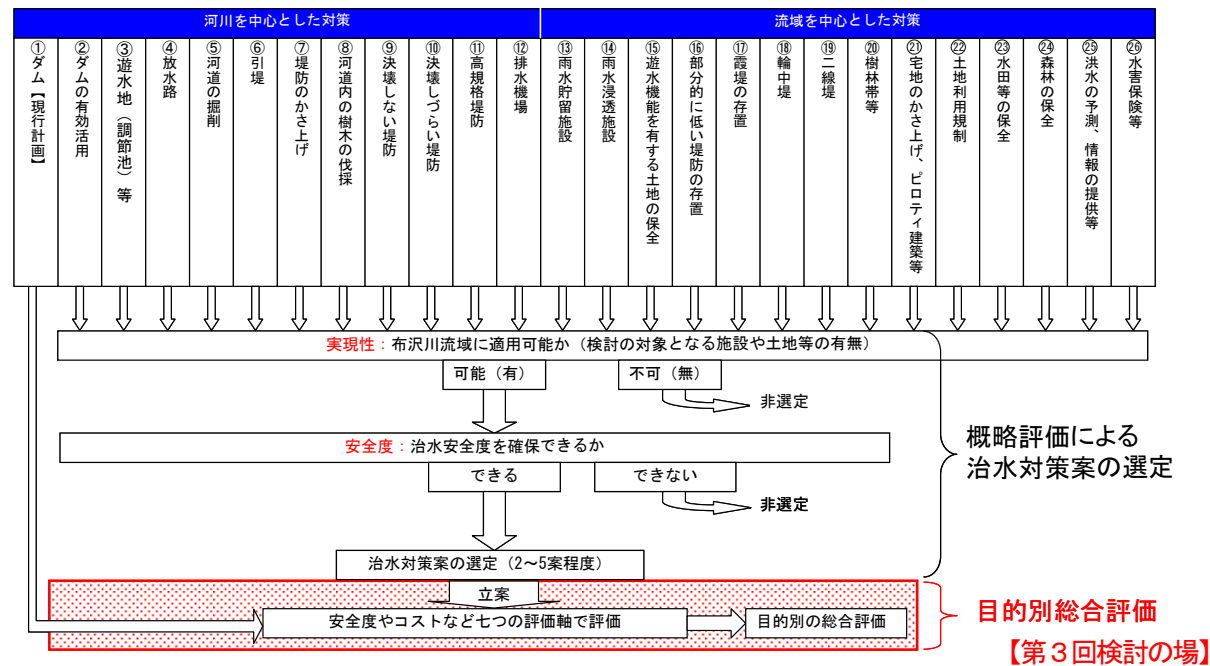 河川を中心とした対策
流域を中心とした対策
①ダム【現行計画】
②ダムの有効活用
③遊水地（調節池）等
④放水路
⑤河道の掘削
⑥引堤
⑦堤防のかさ上げ
⑧河道内の樹木の伐採
⑨決壊しない堤防
⑩決壊しづらい堤防
⑪高規格堤防
⑫排水機場
⑬雨水貯留施設
⑭雨水浸透施設
⑮遊水機能を有する土地の保全
⑯部分的に低い堤防の存置
⑰霞堤の存置
⑱輪中堤
⑲二線堤
⑳樹林帯等
㉑宅地のかさ上げ、ピロティ建築等
㉒土地利用規制
㉓水田等の保全
㉔森林の保全
㉕洪水の予測、情報の提供等
㉖水害保険等
実現性：布沢川流域に適用可能か（検討の対象となる施設や土地等の有無）
可能（有）
不可（無）
非選定
安全度：治水安全度を確保できるか
できる
できない
非選定
概略評価による
治水対策案の選定
治水対策案の選定（2～5案程度）
立案
安全度やコストなど七つの評価軸で評価
目的別の総合評価
目的別総合評価
【第３回検討の場】